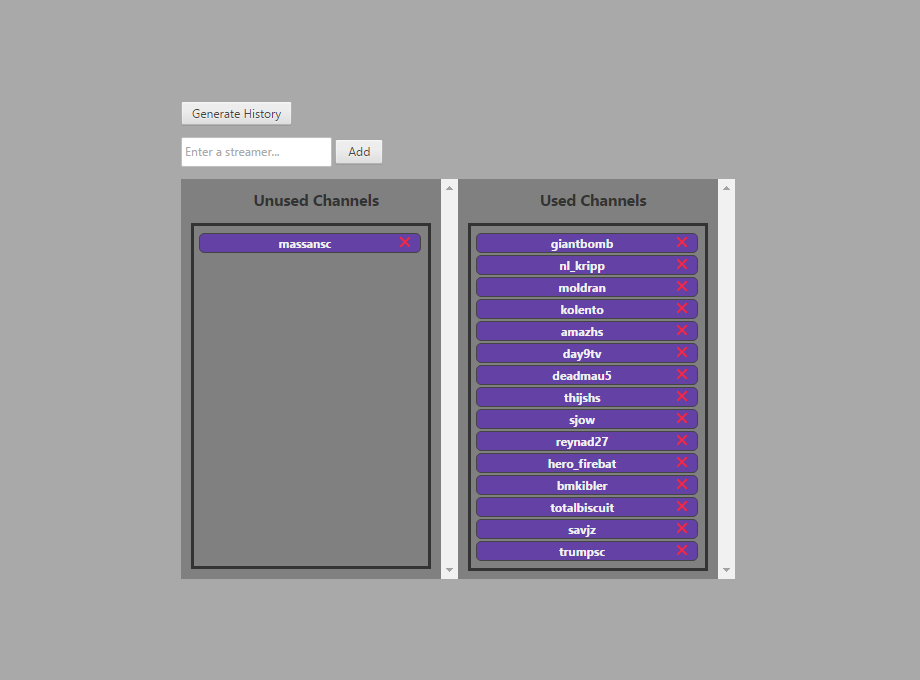 Generate History
Enter a streamer...
Add
Unused Channels
massansc
Used Channels
giantbomb
nl_kripp
moldran
kolento
amazhs
day9tv
deadmau5
thijshs
sjow
reynad27
hero_firebat
bmkibler
totalbiscuit
savjz
trumpsc